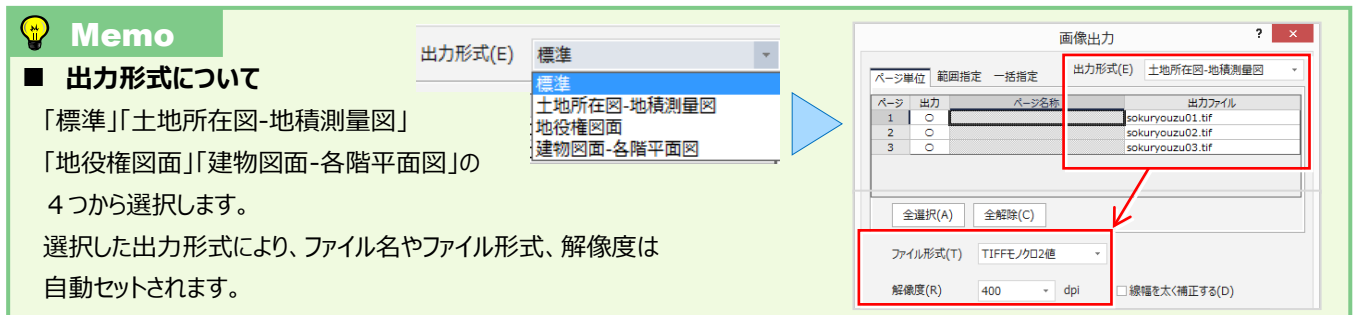 Memo
■ 出力形式について
「標準」「土地所在図-地積測量図」
「地役権図面」「建物図面-各階平面図」の
４つから選択します。
選択した出力形式により、ファイル名やファイル形式、解像度は
自動セットされます。
出力形式(E) 標準
標準
土地所在図-地積測量図
地役権図面
建物図面-各階平面図
画像出力 ? ×
ページ単位 範囲指定 一括指定 出力形式(E) 土地所在図-地積測量図
ページ 出力 ページ名称 出力ファイル
1 ○ sokuryouzu01.tif
2 ○ sokuryouzu02.tif
3 ○ sokuryouzu03.tif
全選択(A) 全解除(C)
ファイル形式(T) TIFFモノクロ2値
解像度(R) 400 dpi 線幅を太く補正する(D)